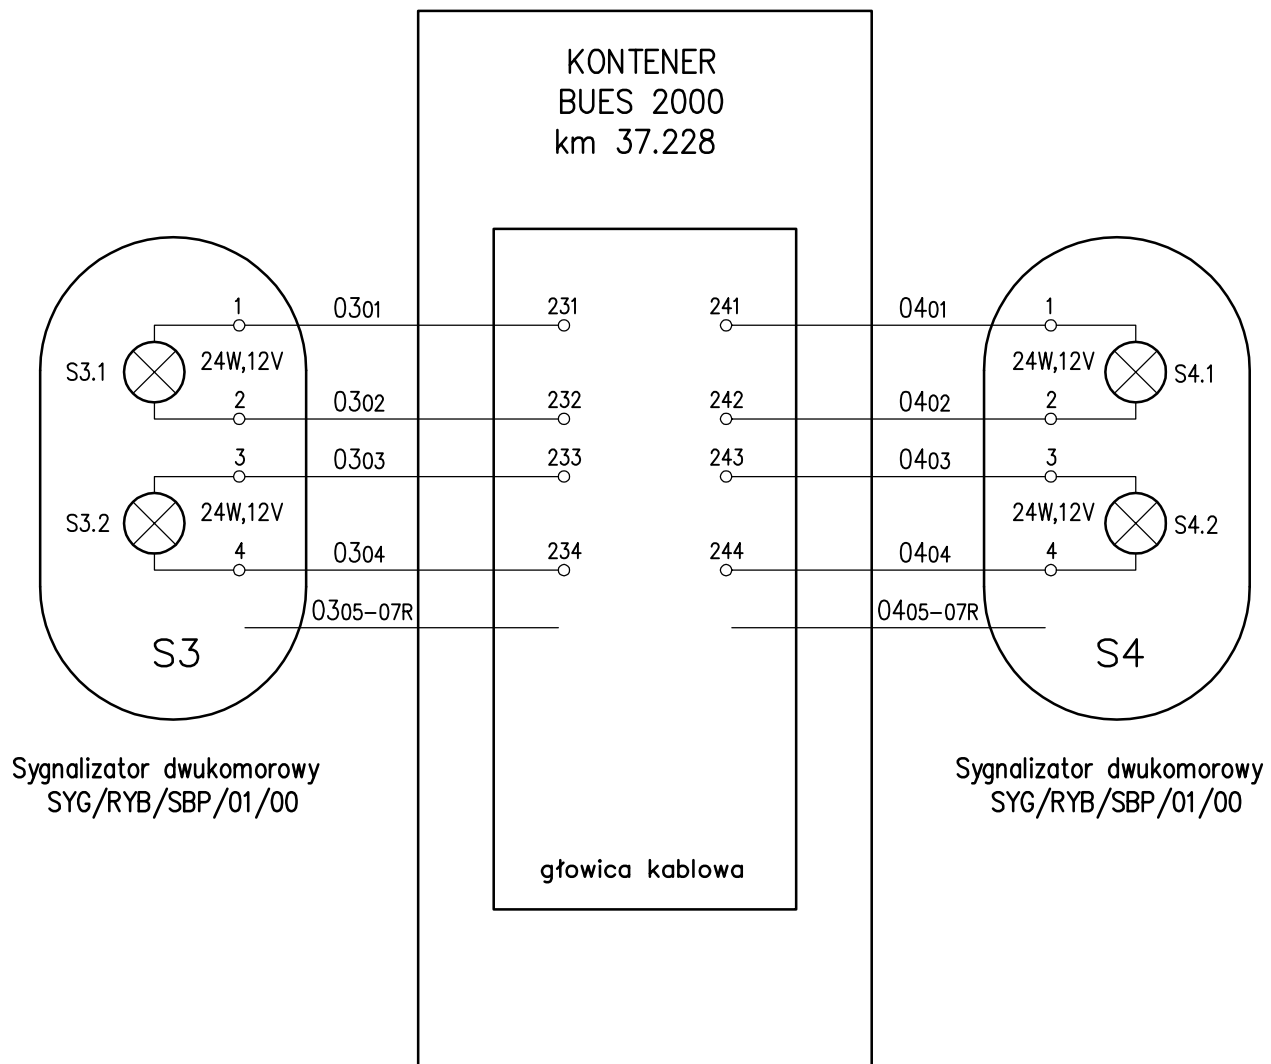 KONTENER
BUES 2000
km 37.228
1 0301 231 241 0401 1
S3.1 24W,12V 24W,12V S4.1
2 0302 232 242 0402 2
3 0303 233 243 0403 3
S3.2 24W,12V 24W,12V S4.2
4 0304 234 244 0404 4
0305-07R 0405-07R
S3 S4
Sygnalizator dwukomorowy
SYG/RYB/SBP/01/00
Sygnalizator dwukomorowy
SYG/RYB/SBP/01/00
głowica kablowa